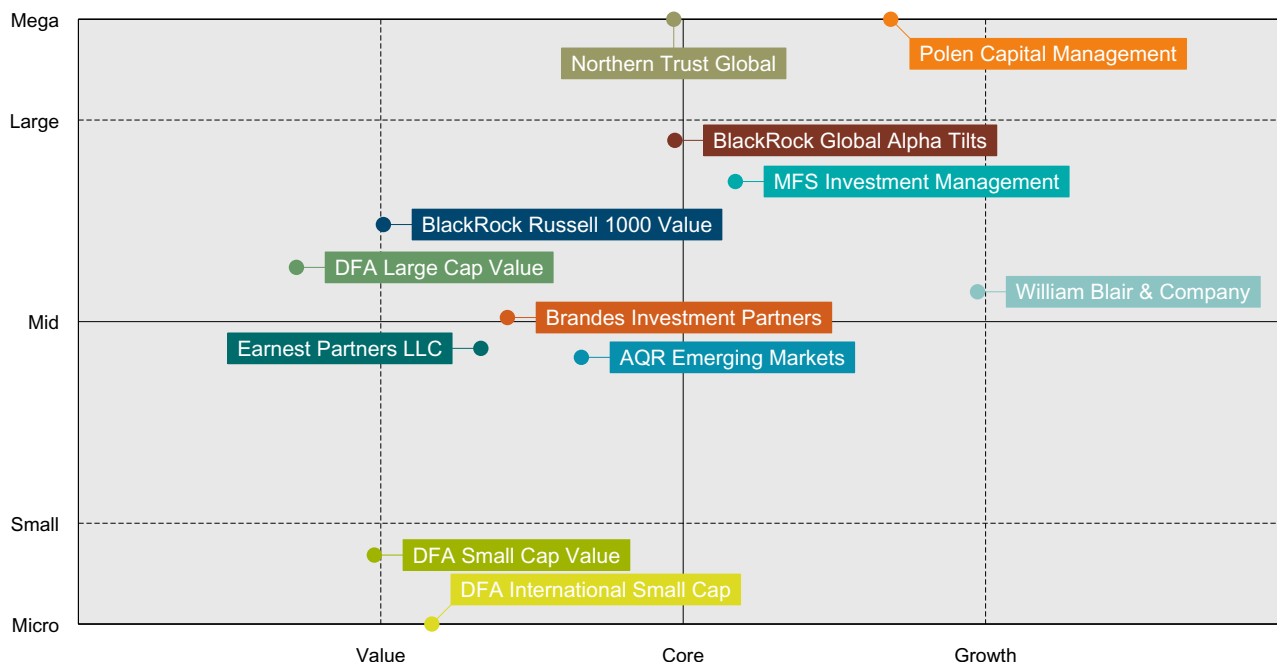 Mega
Northern Trust Global
Polen Capital Management
Large
BlackRock Global Alpha Tilts
MFS Investment Management
BlackRock Russell 1000 Value
DFA Large Cap Value
William Blair & Company
Mid
Brandes Investment Partners
Earnest Partners LLC
AQR Emerging Markets
Small
DFA Small Cap Value
DFA International Small Cap
Micro
Value
Core
Growth